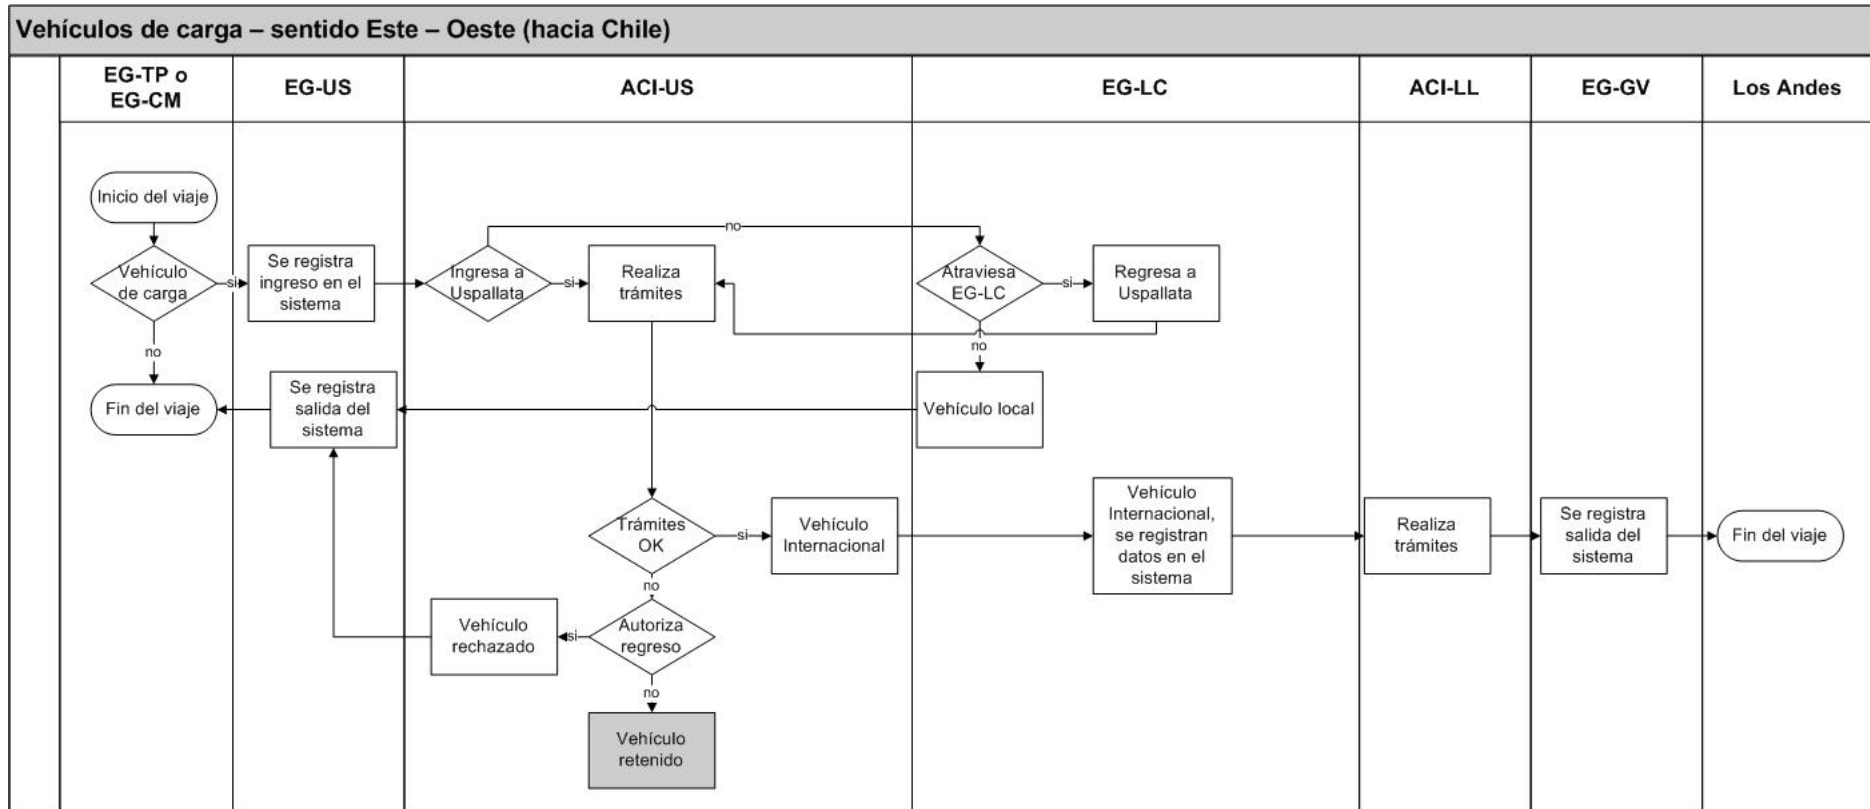 Vehículos de carga – sentido Este – Oeste (hacia Chile)
EG-TP o
EG-CM
EG-US
ACI-US
EG-LC
ACI-LL
EG-GV
Los Andes
Inicio del viaje
no
Vehículo
de carga
si
Se registra
ingreso en el
sistema
Ingresa a
Uspallata
si
Realiza
trámites
Atraviesa
EG-LC
si
Regresa a
Uspallata
no
no
Fin del viaje
Se registra
salida del
sistema
Vehículo local
Trámites
OK
si
Vehículo
Internacional
Vehículo
Internacional,
se registran
datos en el
sistema
Realiza
trámites
Se registra
salida del
sistema
Fin del viaje
no
Vehículo
rechazado
si
Autoriza
regreso
no
Vehículo
retenido